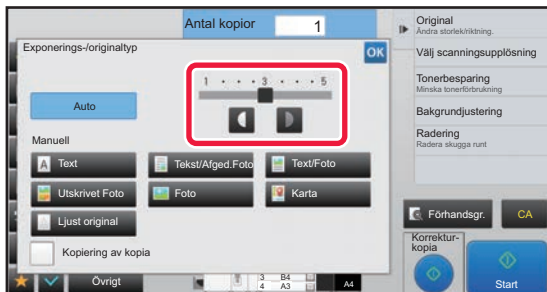 Antal kopior 1
Exponerings-/originaltyp
OK
1 • • • 3 • • • 5
Auto
Manuell
A Text
Tekst/Afged.Foto
Text/Foto
Utskrivet Foto
Foto
Karta
Ljust original
Kopiering av kopia
Övrigt
3 B4
4 A3
A4
Original
Ändra storlek/riktning.
Välj scanningsupplösning
Tonerbesparing
Minska tonerförbrukning
Bakgrundjustering
Radering
Radera skugga runt
Förhandsgr.
CA
Korrektur-
kopia
Start